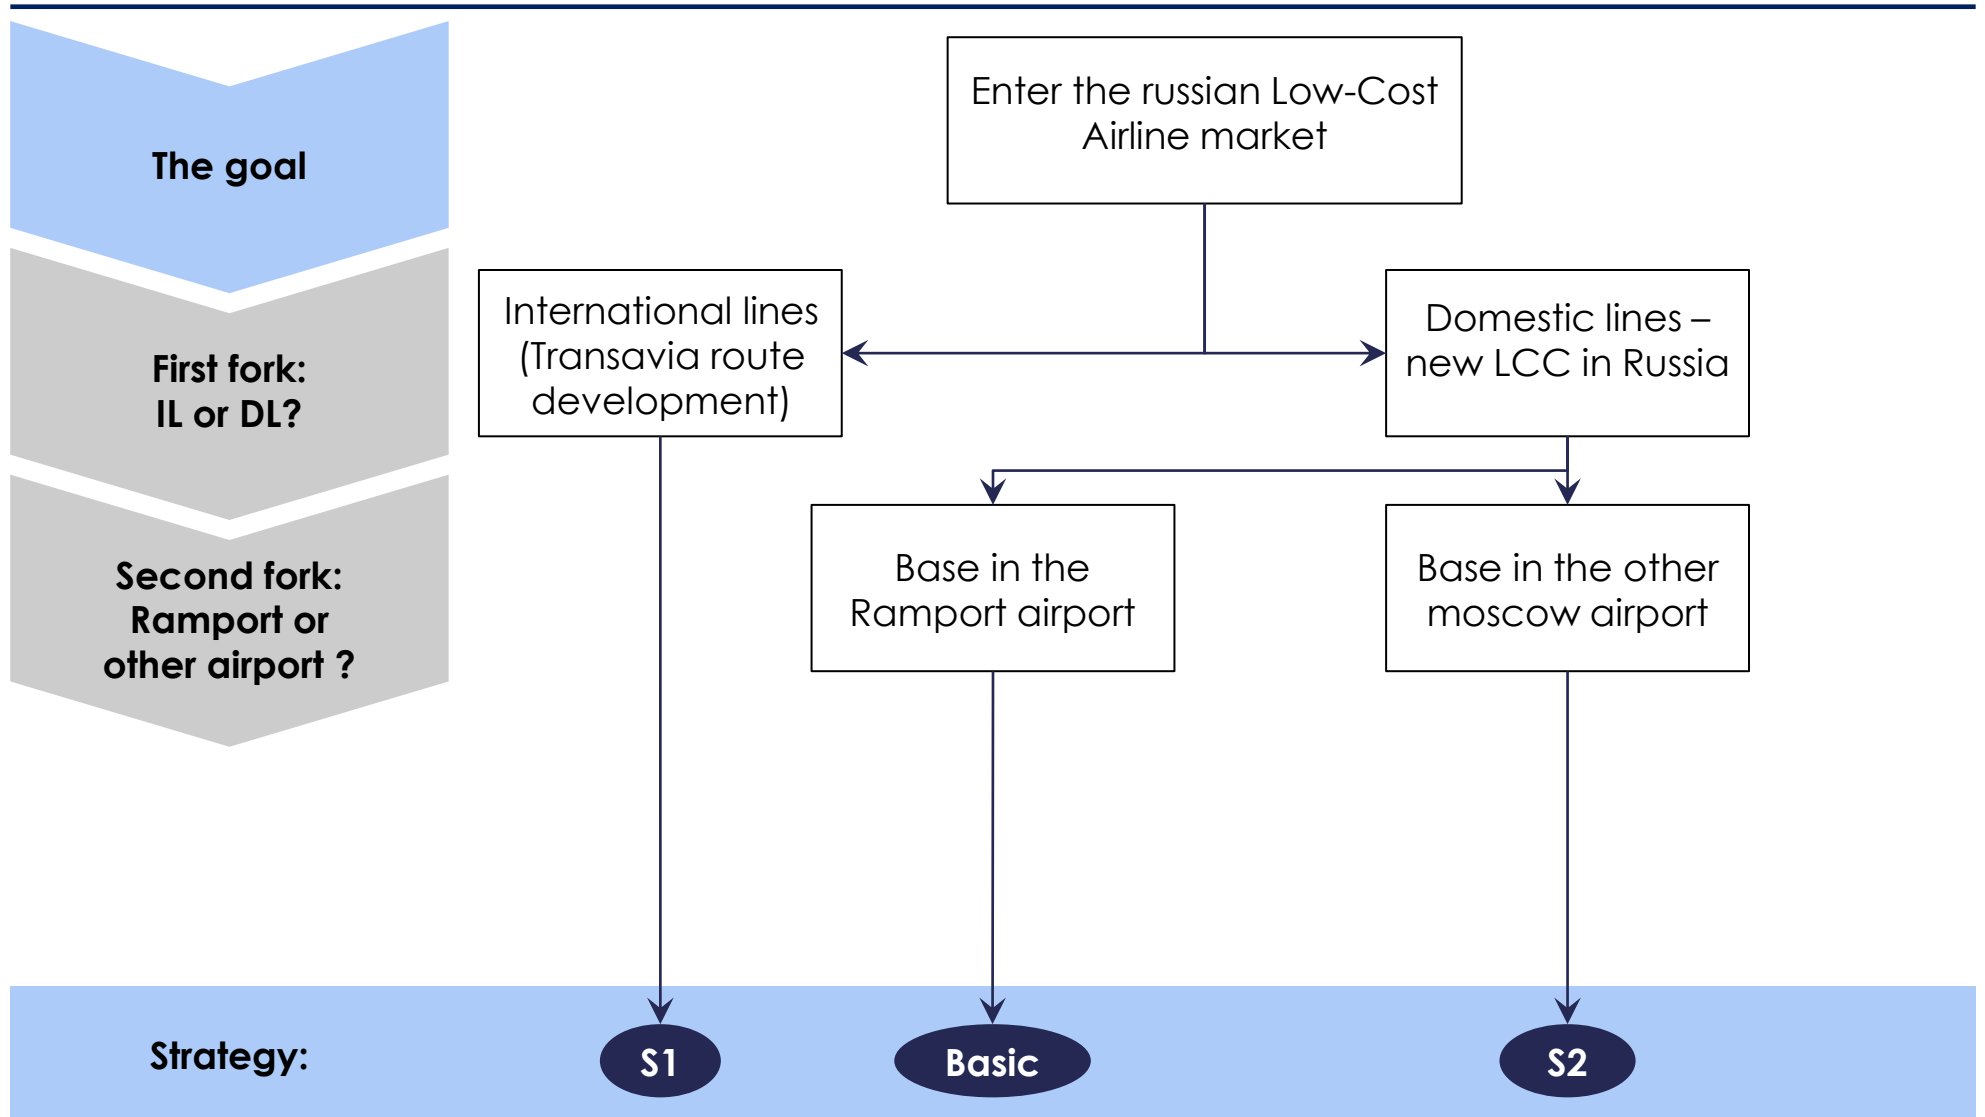 The goal
Enter the russian Low-Cost
Airline market
First fork:
IL or DL?
International lines
(Transavia route
development)
Domestic lines –
new LCC in Russia
Second fork:
Ramport or
other airport ?
Base in the
Ramport airport
Base in the other
moscow airport
Strategy:
S1
Basic
S2